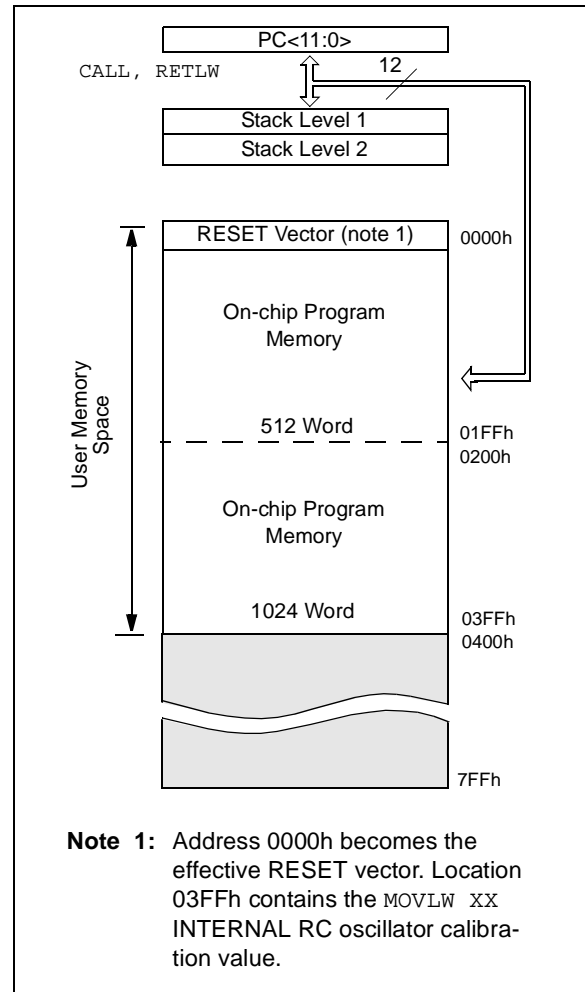 PC<11:0>
CALL, RETLW
12
Stack Level 1
Stack Level 2
RESET Vector (note 1)
0000h
On-chip Program
Memory
User Memory
Space
512 Word
01FFh
0200h
On-chip Program
Memory
1024 Word
03FFh
0400h
7FFh
Note 1: Address 0000h becomes the
effective RESET vector. Location
03FFh contains the MOVLW XX
INTERNAL RC oscillator calibra-
tion value.